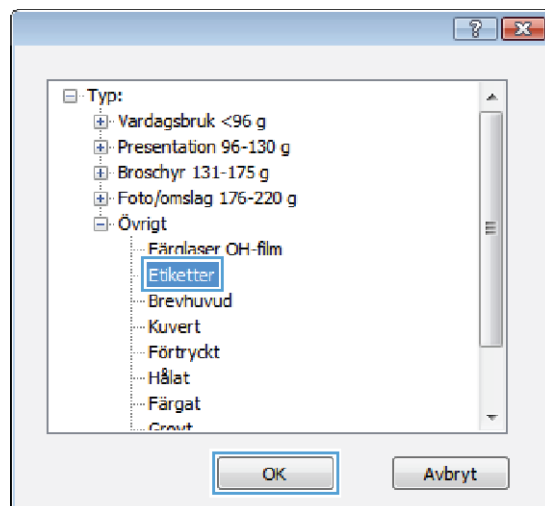 Typ:
Vardagsbruk <96 g
Presentation 96-130 g
Broschyr 131-175 g
Foto/omslag 176-220 g
Övrigt
Färglaser OH-film
Etiketter
Brevhuvud
Kuvert
Förtryckt
Hålat
Färgat
Grovt
OK
Avbryt